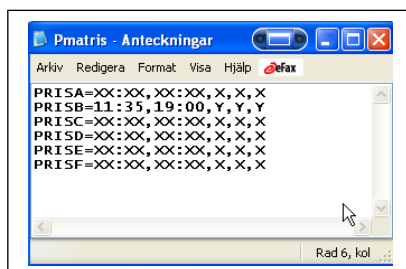 Pmatris - Anteckningar
Arkiv Redigera Format Visa Hjälp eFax
PRISA=XX:XX,XX:XX,X,X,X
PRISB=11:35,19:00,Y,Y,Y
PRISC=XX:XX,XX:XX,X,X,X
PRISD=XX:XX,XX:XX,X,X,X
PRISE=XX:XX,XX:XX,X,X,X
PRISF=XX:XX,XX:XX,X,X,X
Rad 6, kol